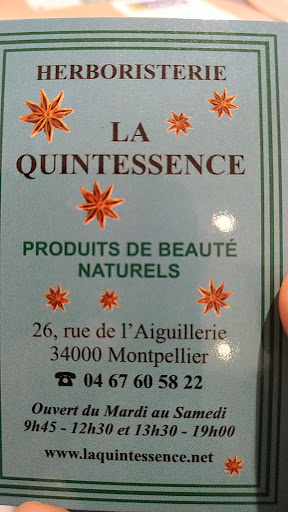 HERBORISTERIE
LA
QUINTESSENCE
PRODUITS DE BEAUTÉ
NATURELS
26, rue de l'Aiguillerie
34000 Montpellier
☎ 04 67 60 58 22
Ouvert du Mardi au Samedi
9h45 - 12h30 et 13h30 - 19h00
www.laquintessence.net